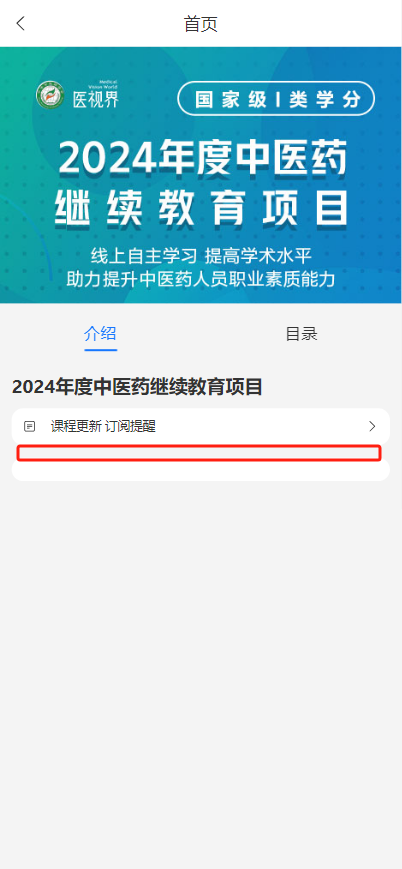 首页
Medical
Vision World
医视界
国家级I类学分
2024年度中医药
继续教育项目
线上自主学习 提高学术水平
助力提升中医药人员职业素质能力
介绍
目录
2024年度中医药继续教育项目
课程更新 订阅提醒